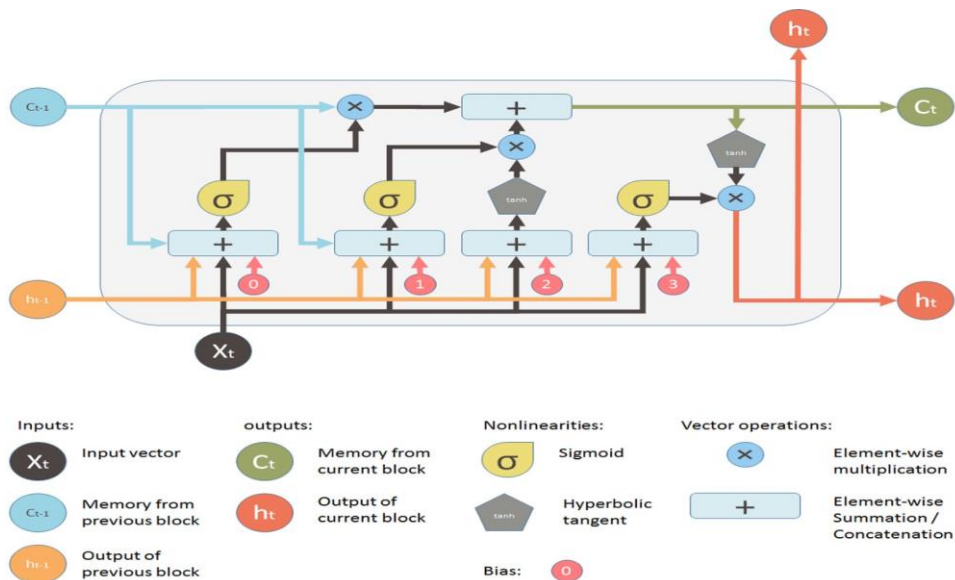 ht
Ct-1
×
+
Ct
×
tanh
σ
σ
tanh
σ
×
+
+
+
+
ht-1
0
1
2
3
ht
Xt
Inputs:
outputs:
Nonlinearities:
Vector operations:
Xt
Input vector
Ct
Memory from
current block
σ
Sigmoid
×
Element-wise
multiplication
Ct-1
Memory from
previous block
ht
Output of
current block
tanh
Hyperbolic
tangent
+
Element-wise
Summation /
Concatenation
ht-1
Output of
previous block
Bias:
0